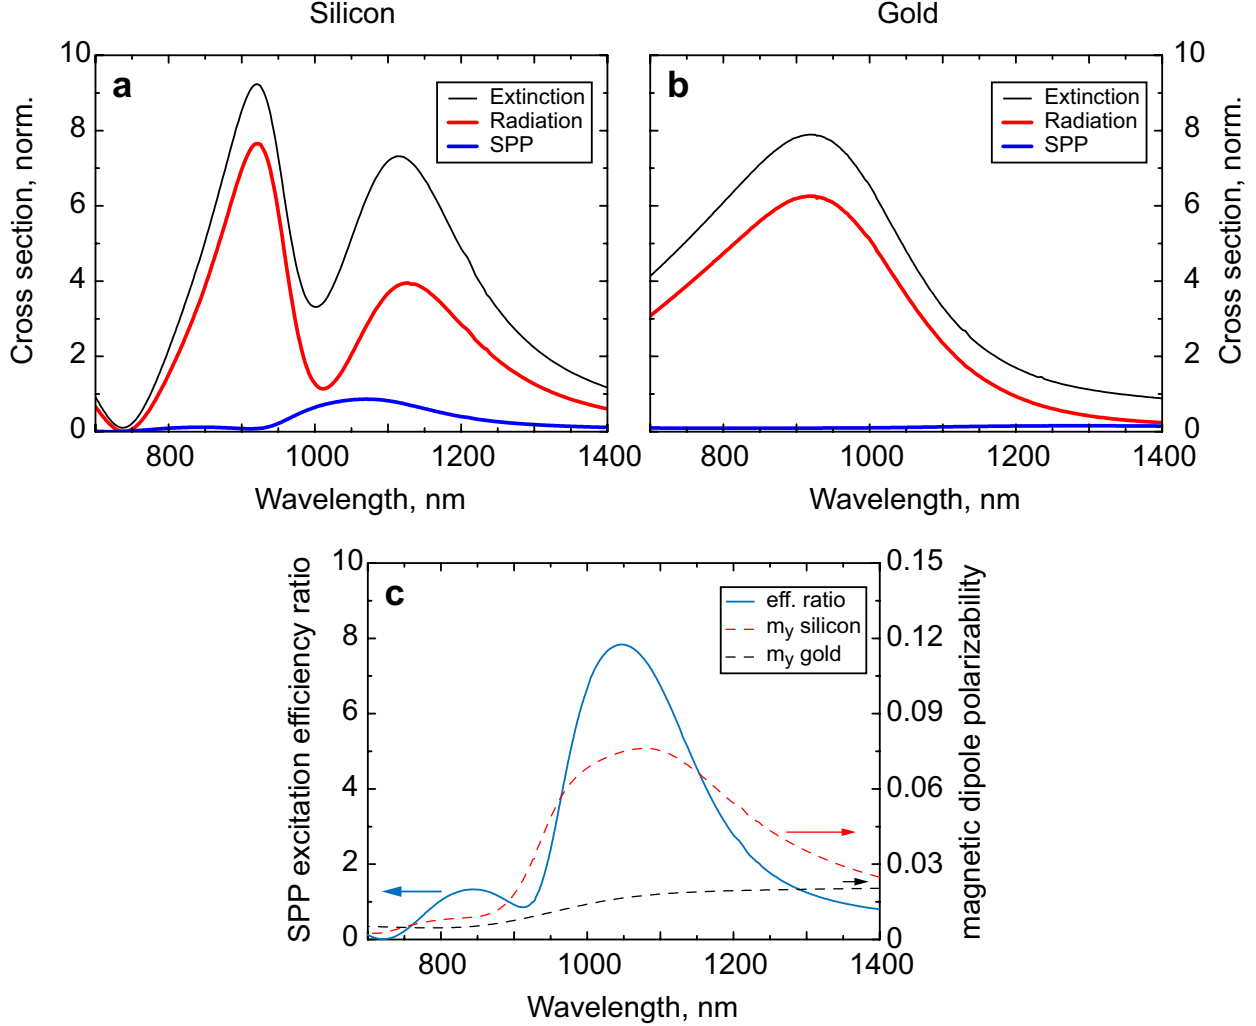 Silicon
Gold
a
Extinction
Radiation
SPP
10
8
6
4
2
0
Cross section, norm.
800
1000
1200
1400
Wavelength, nm
b
Extinction
Radiation
SPP
10
8
6
4
2
0
Cross section, norm.
800
1000
1200
1400
Wavelength, nm
c
eff. ratio
my silicon
my gold
10
8
6
4
2
0
SPP excitation efficiency ratio
0.15
0.12
0.09
0.06
0.03
0
magnetic dipole polarizability
800
1000
1200
1400
Wavelength, nm